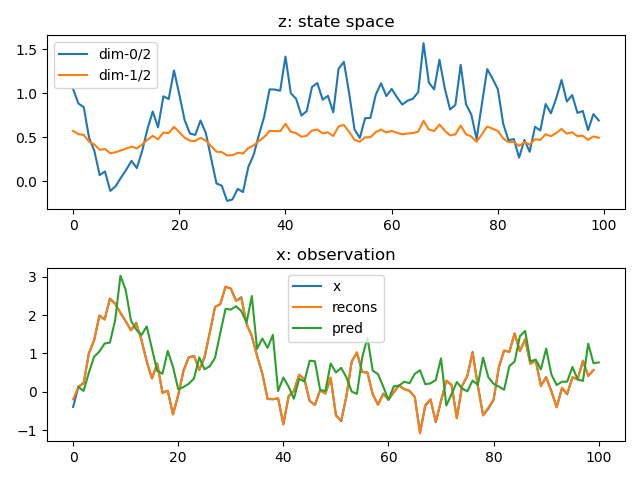 z: state space
dim-0/2
dim-1/2
1.5
1.0
0.5
0.0
0 20 40 60 80 100
x: observation
x
recons
pred
3
2
1
0
−1
0 20 40 60 80 100